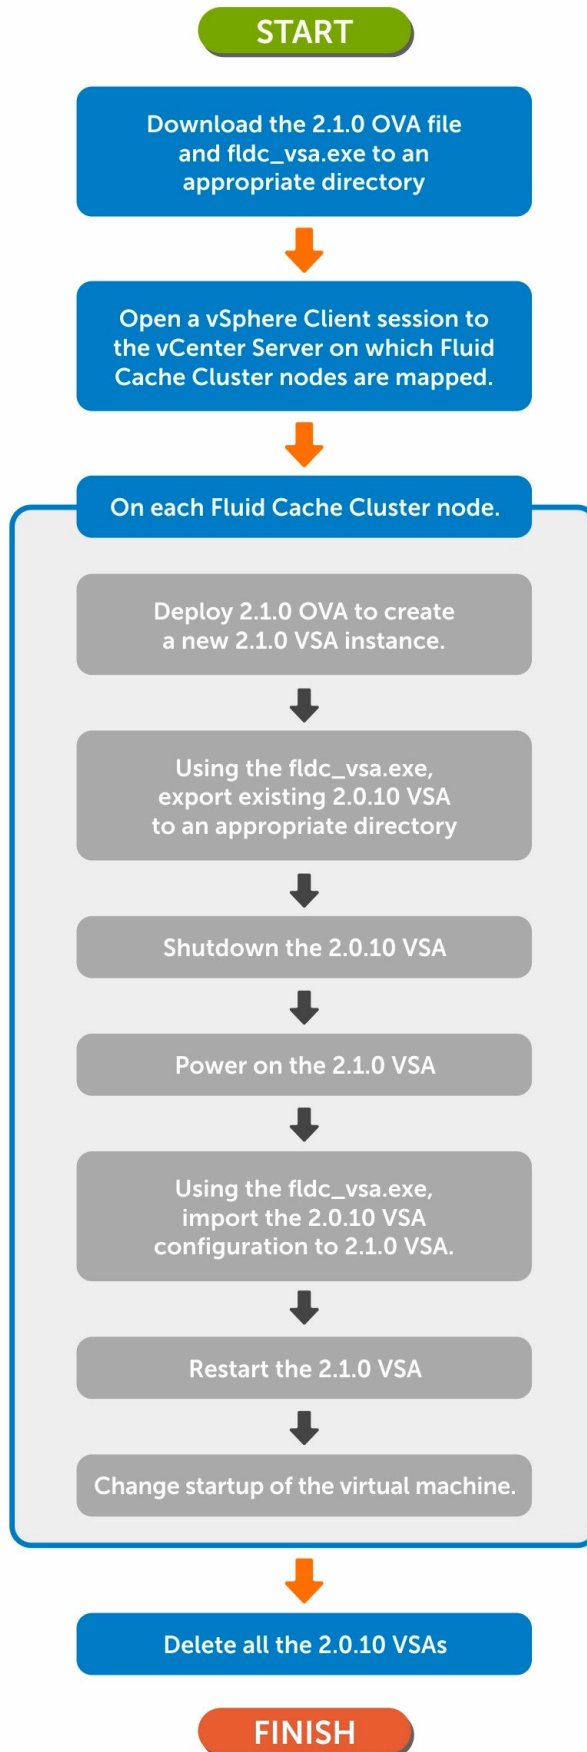 START
Download the 2.1.0 OVA file
and fldc_vsa.exe to an
appropriate directory
Open a vSphere Client session to
the vCenter Server on which Fluid
Cache Cluster nodes are mapped.
On each Fluid Cache Cluster node.
Deploy 2.1.0 OVA to create
a new 2.1.0 VSA instance.
Using the fldc_vsa.exe,
export existing 2.0.10 VSA
to an appropriate directory
Shutdown the 2.0.10 VSA
Power on the 2.1.0 VSA
Using the fldc_vsa.exe,
import the 2.0.10 VSA
configuration to 2.1.0 VSA.
Restart the 2.1.0 VSA
Change startup of the virtual machine.
Delete all the 2.0.10 VSAs
FINISH